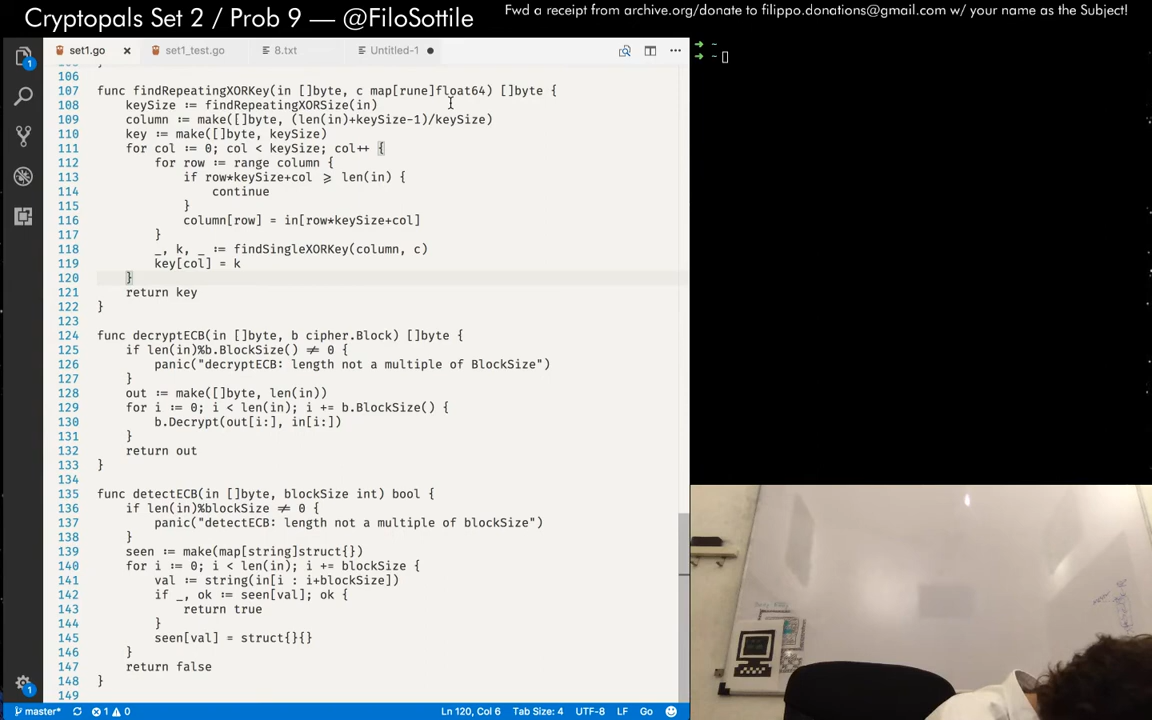 Cryptopals Set 2 / Prob 9 — @FiloSottile
Fwd a receipt from archive.org/donate to filippo.donations@gmail.com w/ your name as the Subject!
set1.go
set1_test.go
8.txt
Untitled-1
→ ~
→ ~
106
107 func findRepeatingXORKey(in []byte, c map[rune]float64) []byte {
108 keySize := findRepeatingXORSize(in)
109 column := make([]byte, (len(in)+keySize-1)/keySize)
110 key := make([]byte, keySize)
111 for col := 0; col < keySize; col++ {
112 for row := range column {
113 if row*keySize+col >= len(in) {
114 continue
115 }
116 column[row] = in[row*keySize+col]
117 }
118 _, k, _ := findSingleXORKey(column, c)
119 key[col] = k
120 }
121 return key
122 }
123
124 func decryptECB(in []byte, b cipher.Block) []byte {
125 if len(in)%b.BlockSize() != 0 {
126 panic("decryptECB: length not a multiple of BlockSize")
127 }
128 out := make([]byte, len(in))
129 for i := 0; i < len(in); i += b.BlockSize() {
130 b.Decrypt(out[i:], in[i:])
131 }
132 return out
133 }
134
135 func detectECB(in []byte, blockSize int) bool {
136 if len(in)%blockSize != 0 {
137 panic("detectECB: length not a multiple of blockSize")
138 }
139 seen := make(map[string]struct{})
140 for i := 0; i < len(in); i += blockSize {
141 val := string(in[i : i+blockSize])
142 if _, ok := seen[val]; ok {
143 return true
144 }
145 seen[val] = struct{}{}
146 }
147 return false
148 }
149
1
1
master*
1
0
Ln 120, Col 6
Tab Size: 4
UTF-8
LF
Go